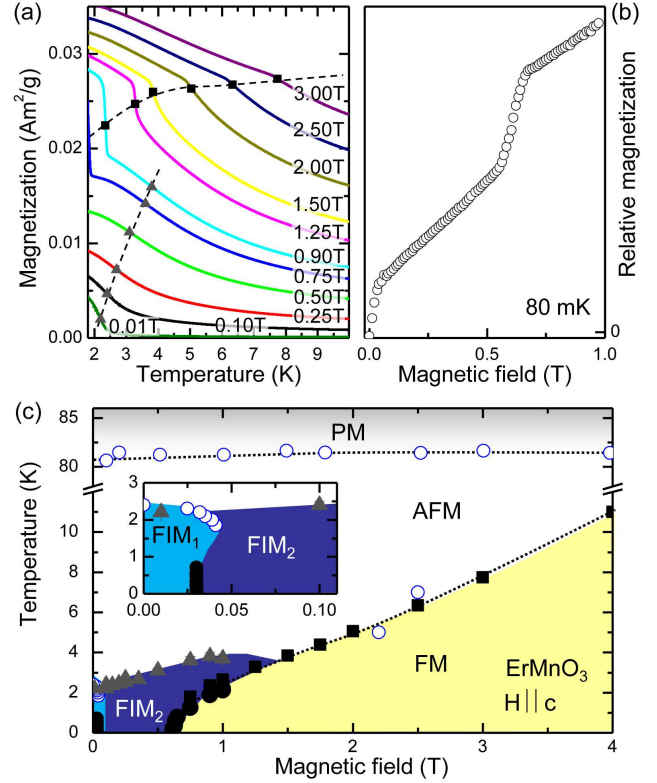 (a)
(b)
0.03
0.02
0.01
0.00
Magnetization (Am²/g)
3.00T
2.50T
2.00T
1.50T
1.25T
0.90T
0.75T
0.50T
0.25T
0.01T 0.10T
2 3 4 5 6 7 8 9
Temperature (K)
80 mK
0
Relative magnetization
0.0 0.5 1.0
Magnetic field (T)
(c)
85
80
10
8
6
4
2
0
Temperature (K)
PM
AFM
FM
FIM₂
ErMnO₃
H||c
3
2
1
0
FIM₁
FIM₂
0.00 0.05 0.10
0 1 2 3 4
Magnetic field (T)